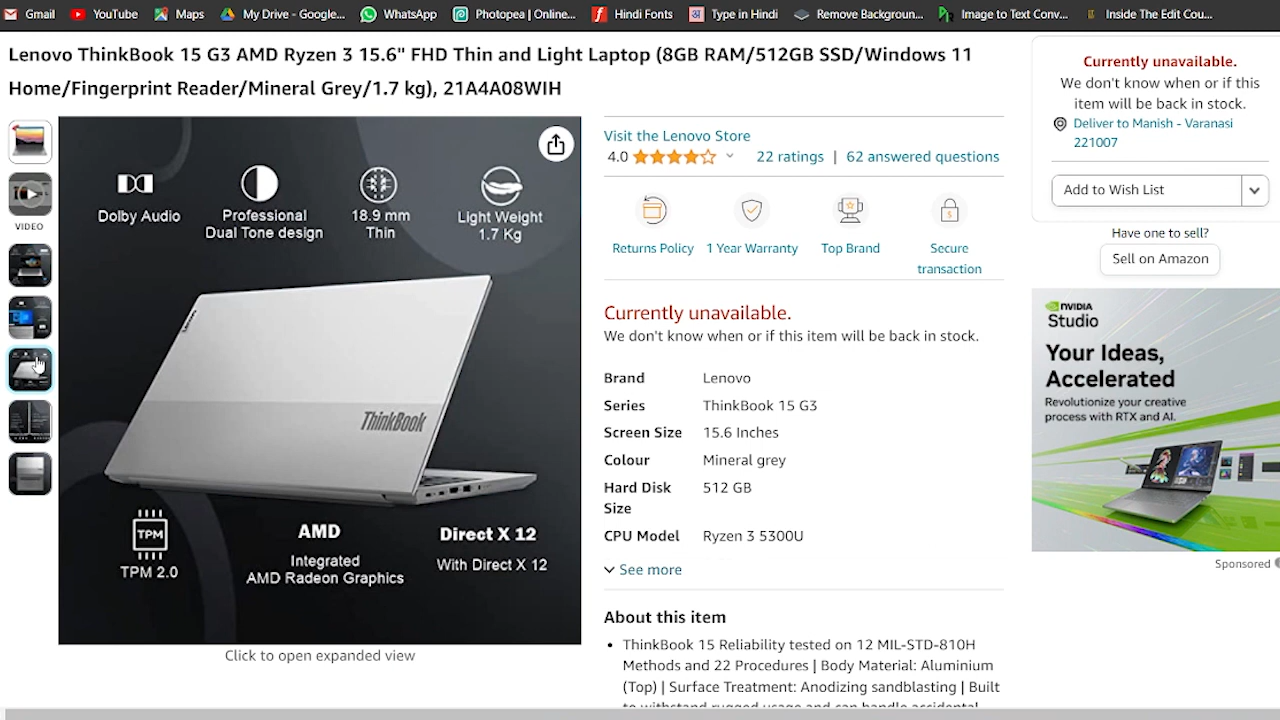 Gmail YouTube Maps My Drive - Google... WhatsApp Photopea | Online... Hindi Fonts Type in Hindi Remove Backgroun... Image to Text Conv... Inside The Edit Cou...
Lenovo ThinkBook 15 G3 AMD Ryzen 3 15.6" FHD Thin and Light Laptop (8GB RAM/512GB SSD/Windows 11
Home/Fingerprint Reader/Mineral Grey/1.7 kg), 21A4A08WIH
VIDEO
Dolby Audio
Professional
Dual Tone design
18.9 mm
Thin
Light Weight
1.7 Kg
Lenovo
ThinkBook
TPM
TPM 2.0
AMD
Integrated
AMD Radeon Graphics
Direct X 12
With Direct X 12
Click to open expanded view
Visit the Lenovo Store
4.0 22 ratings | 62 answered questions
Returns Policy
1 Year Warranty
Top Brand
Secure
transaction
Currently unavailable.
We don't know when or if this item will be back in stock.
Brand Lenovo
Series ThinkBook 15 G3
Screen Size 15.6 Inches
Colour Mineral grey
Hard Disk 512 GB
Size
CPU Model Ryzen 3 5300U
See more
About this item
• ThinkBook 15 Reliability tested on 12 MIL-STD-810H
Methods and 22 Procedures | Body Material: Aluminium
(Top) | Surface Treatment: Anodizing sandblasting | Built
to withstand rugged usage and can handle accidental
Currently unavailable.
We don't know when or if this
item will be back in stock.
Deliver to Manish - Varanasi
221007
Add to Wish List
Have one to sell?
Sell on Amazon
NVIDIA
Studio
Your Ideas,
Accelerated
Revolutionize your creative
process with RTX and AI.
Sponsored